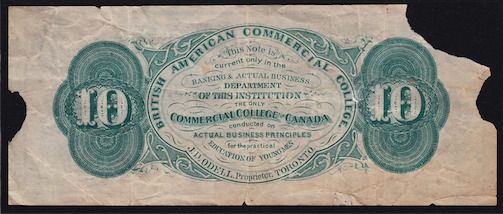 BRITISH AMERICAN COMMERCIAL COLLEGE
This Note is
current only in the
BANKING & ACTUAL BUSINESS
DEPARTMENT
OF THIS INSTITUTION
THE ONLY
COMMERCIAL COLLEGE IN CANADA
conducted on
ACTUAL BUSINESS PRINCIPLES
for the practical
EDUCATION OF YOUNG MEN
J.D. ODELL, Proprietor, TORONTO.
10
10